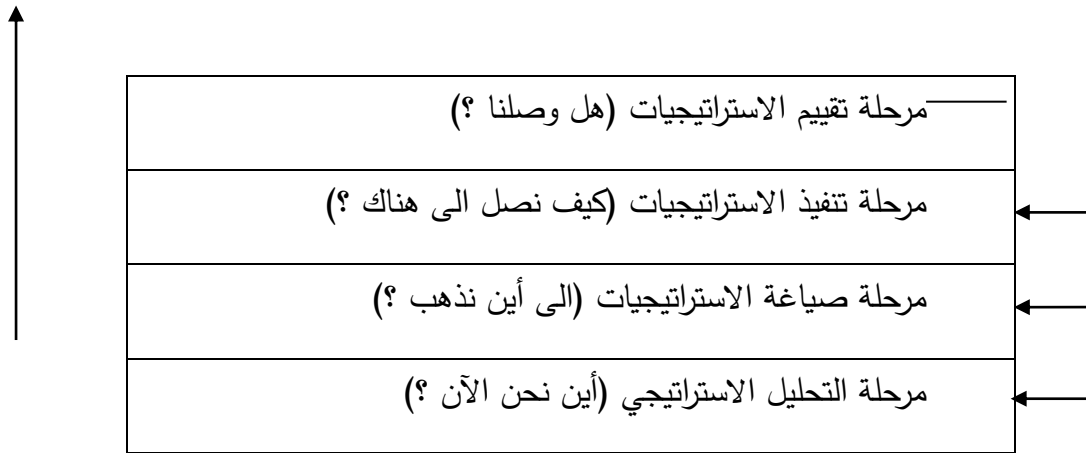 مرحلة تقييم الاستراتيجيات (هل وصلنا ؟)
مرحلة تنفيذ الاستراتيجيات (كيف نصل الى هناك ؟)
مرحلة صياغة الاستراتيجيات (الى أين نذهب ؟)
مرحلة التحليل الاستراتيجي (أين نحن الآن ؟)